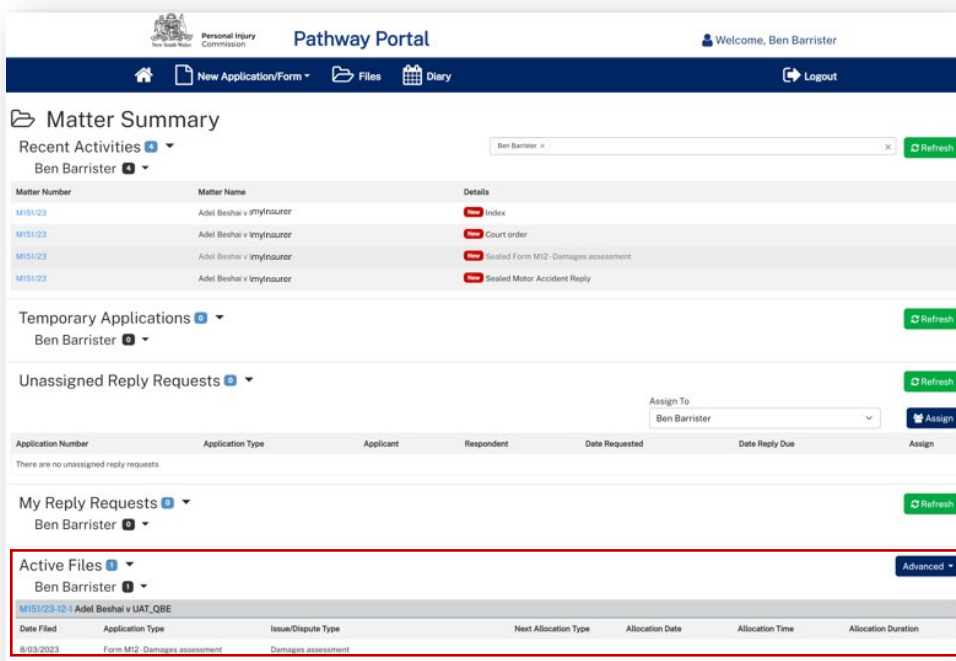 New South Wales
Personal Injury
Commission
Pathway Portal
Welcome, Ben Barrister
New Application/Form
Files
Diary
Logout
Matter Summary
Recent Activities 4
Ben Barrister ×
×
Refresh
Ben Barrister 4
Matter Number Matter Name Details
M151/23 Adel Beshai v imyInsurer New Index
M151/23 Adel Beshai v imyInsurer New Court order
M151/23 Adel Beshai v imyInsurer New Sealed Form M12 - Damages assessment
M151/23 Adel Beshai v imyInsurer New Sealed Motor Accident Reply
Temporary Applications 0
Refresh
Ben Barrister 0
Unassigned Reply Requests 0
Refresh
Assign To
Ben Barrister
Assign
Application Number Application Type Applicant Respondent Date Requested Date Reply Due Assign
There are no unassigned reply requests
My Reply Requests 0
Refresh
Ben Barrister 0
Active Files 1
Advanced
Ben Barrister 1
M151/23-12-1 Adel Beshai v UAT_QBE
Date Filed Application Type Issue/Dispute Type Next Allocation Type Allocation Date Allocation Time Allocation Duration
8/03/2023 Form M12 - Damages assessment Damages assessment